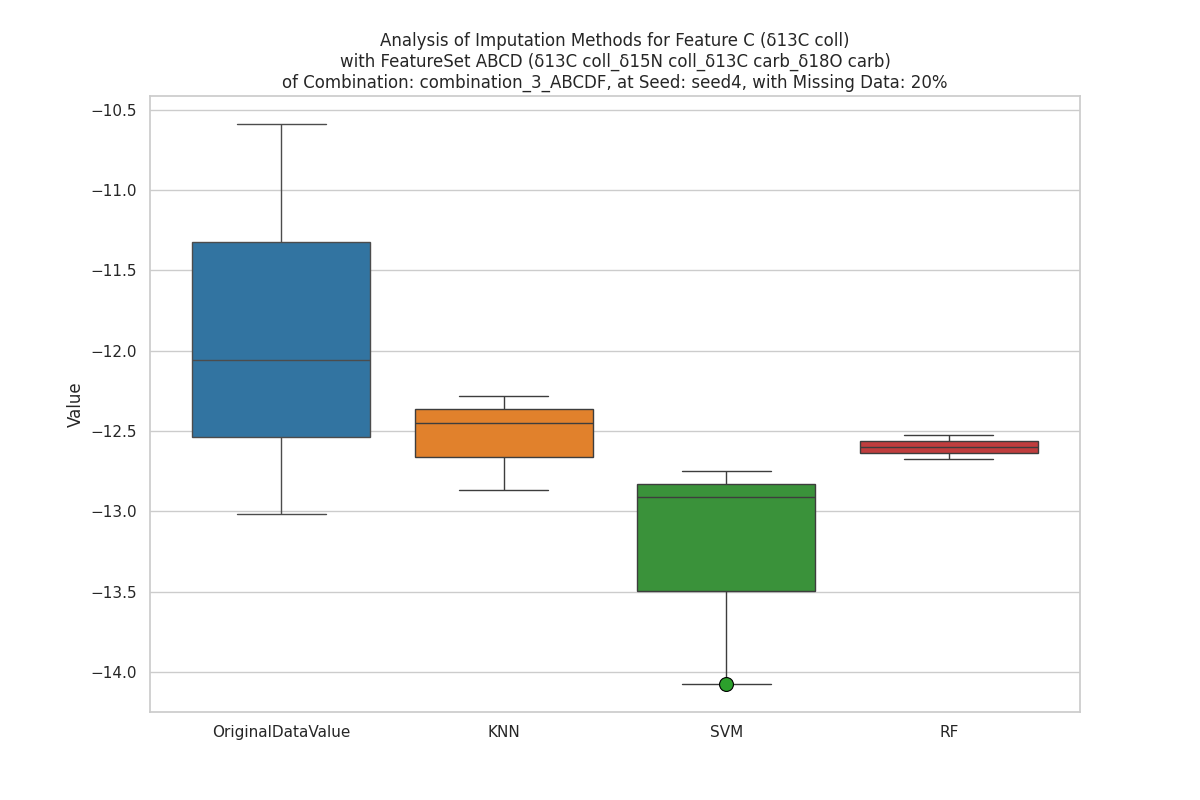 Analysis of Imputation Methods for Feature C (δ13C coll)
with FeatureSet ABCD (δ13C coll_δ15N coll_δ13C carb_δ18O carb)
of Combination: combination_3_ABCDF, at Seed: seed4, with Missing Data: 20%
Value
−10.5
−11.0
−11.5
−12.0
−12.5
−13.0
−13.5
−14.0
OriginalDataValue
KNN
SVM
RF